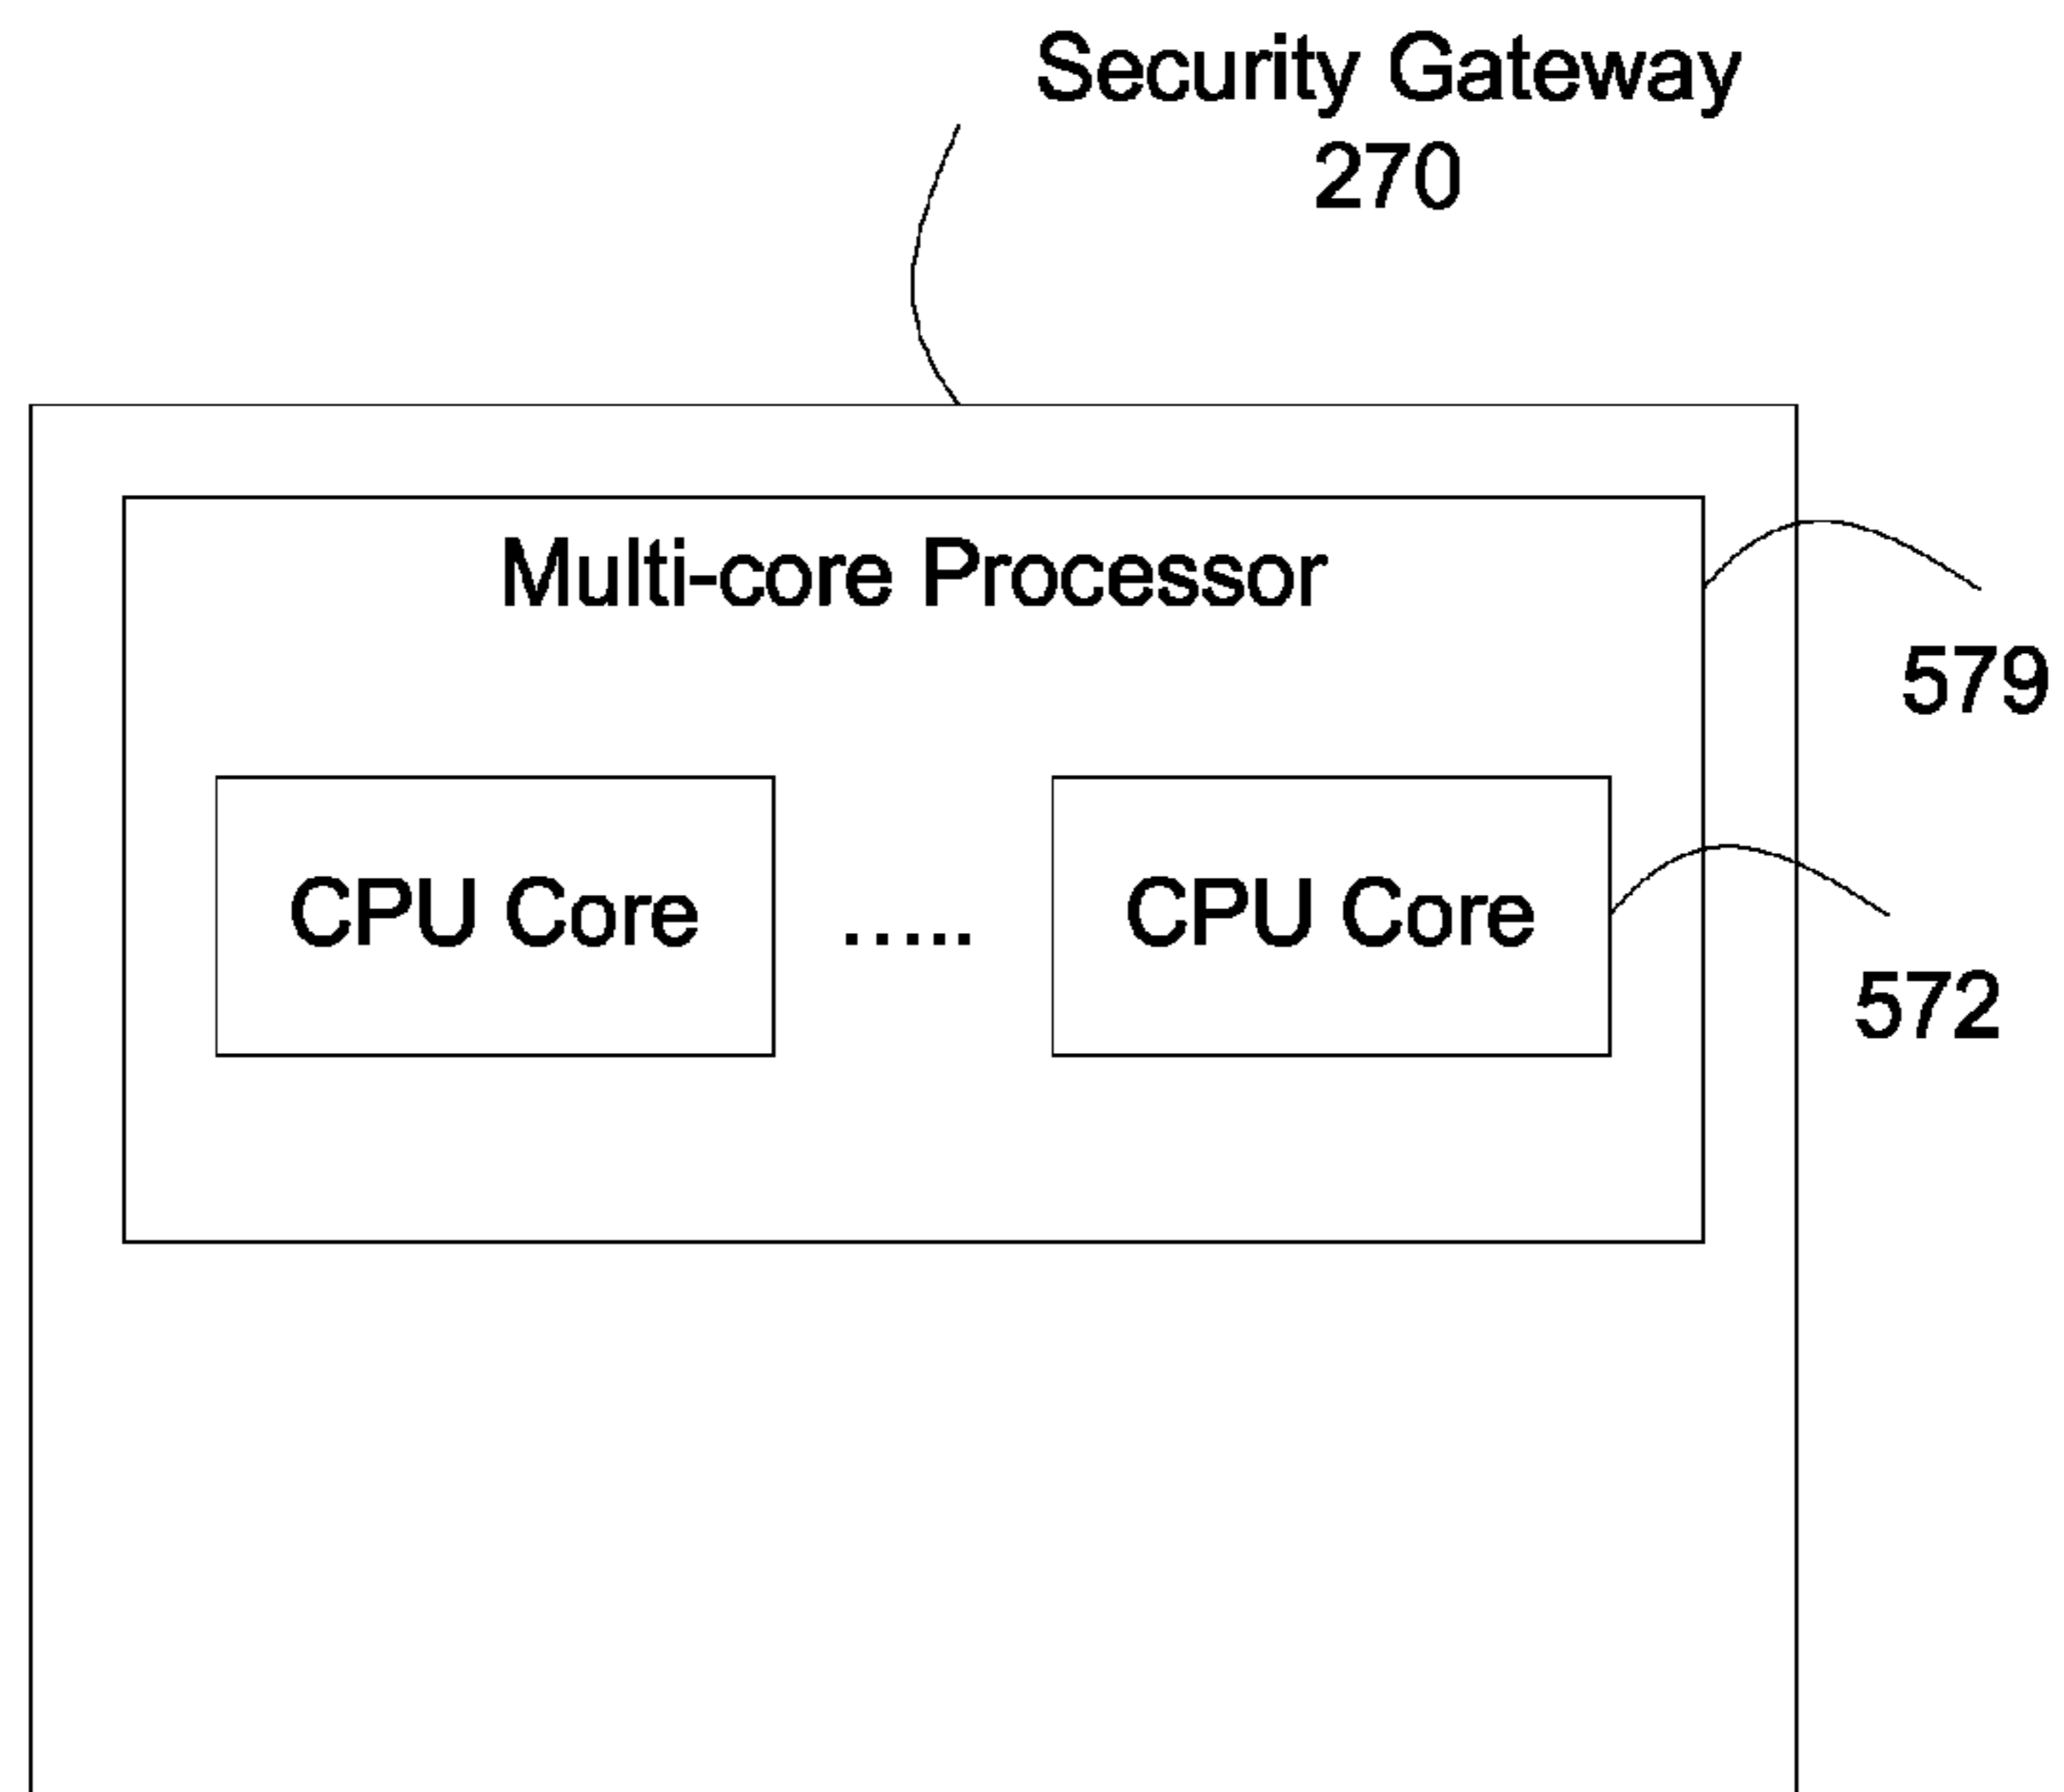 Security Gateway
270
Multi-core Processor
579
CPU Core ..... CPU Core
572